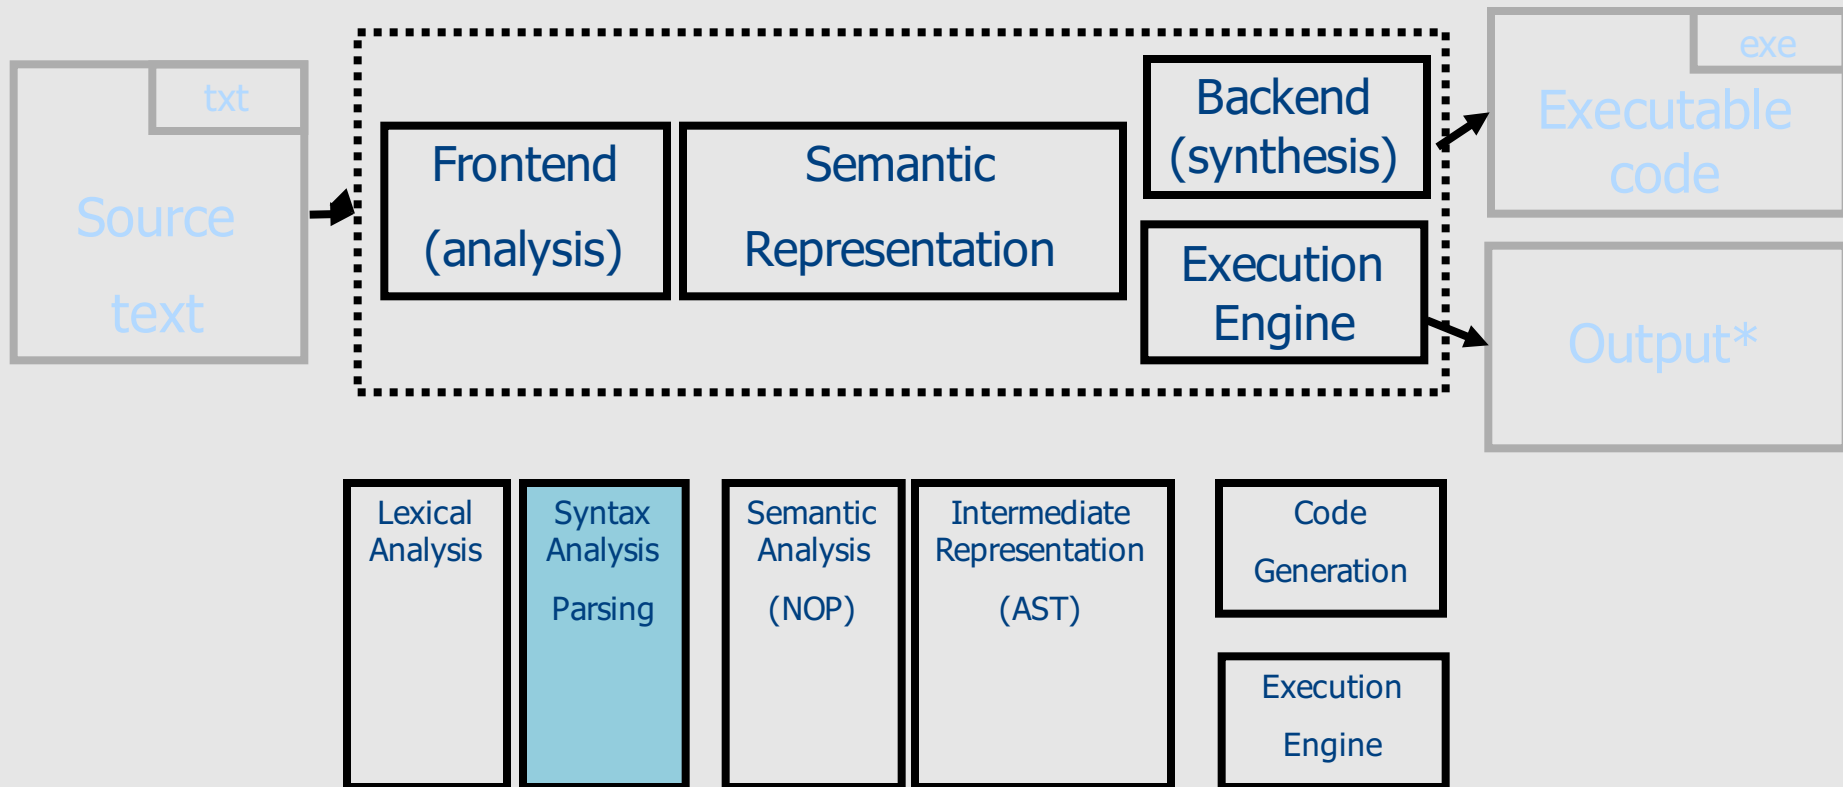 txt
Source
text
Frontend
(analysis)
Semantic
Representation
Backend
(synthesis)
Execution
Engine
exe
Executable
code
Output*
Lexical
Analysis
Syntax
Analysis
Parsing
Semantic
Analysis
(NOP)
Intermediate
Representation
(AST)
Code
Generation
Execution
Engine